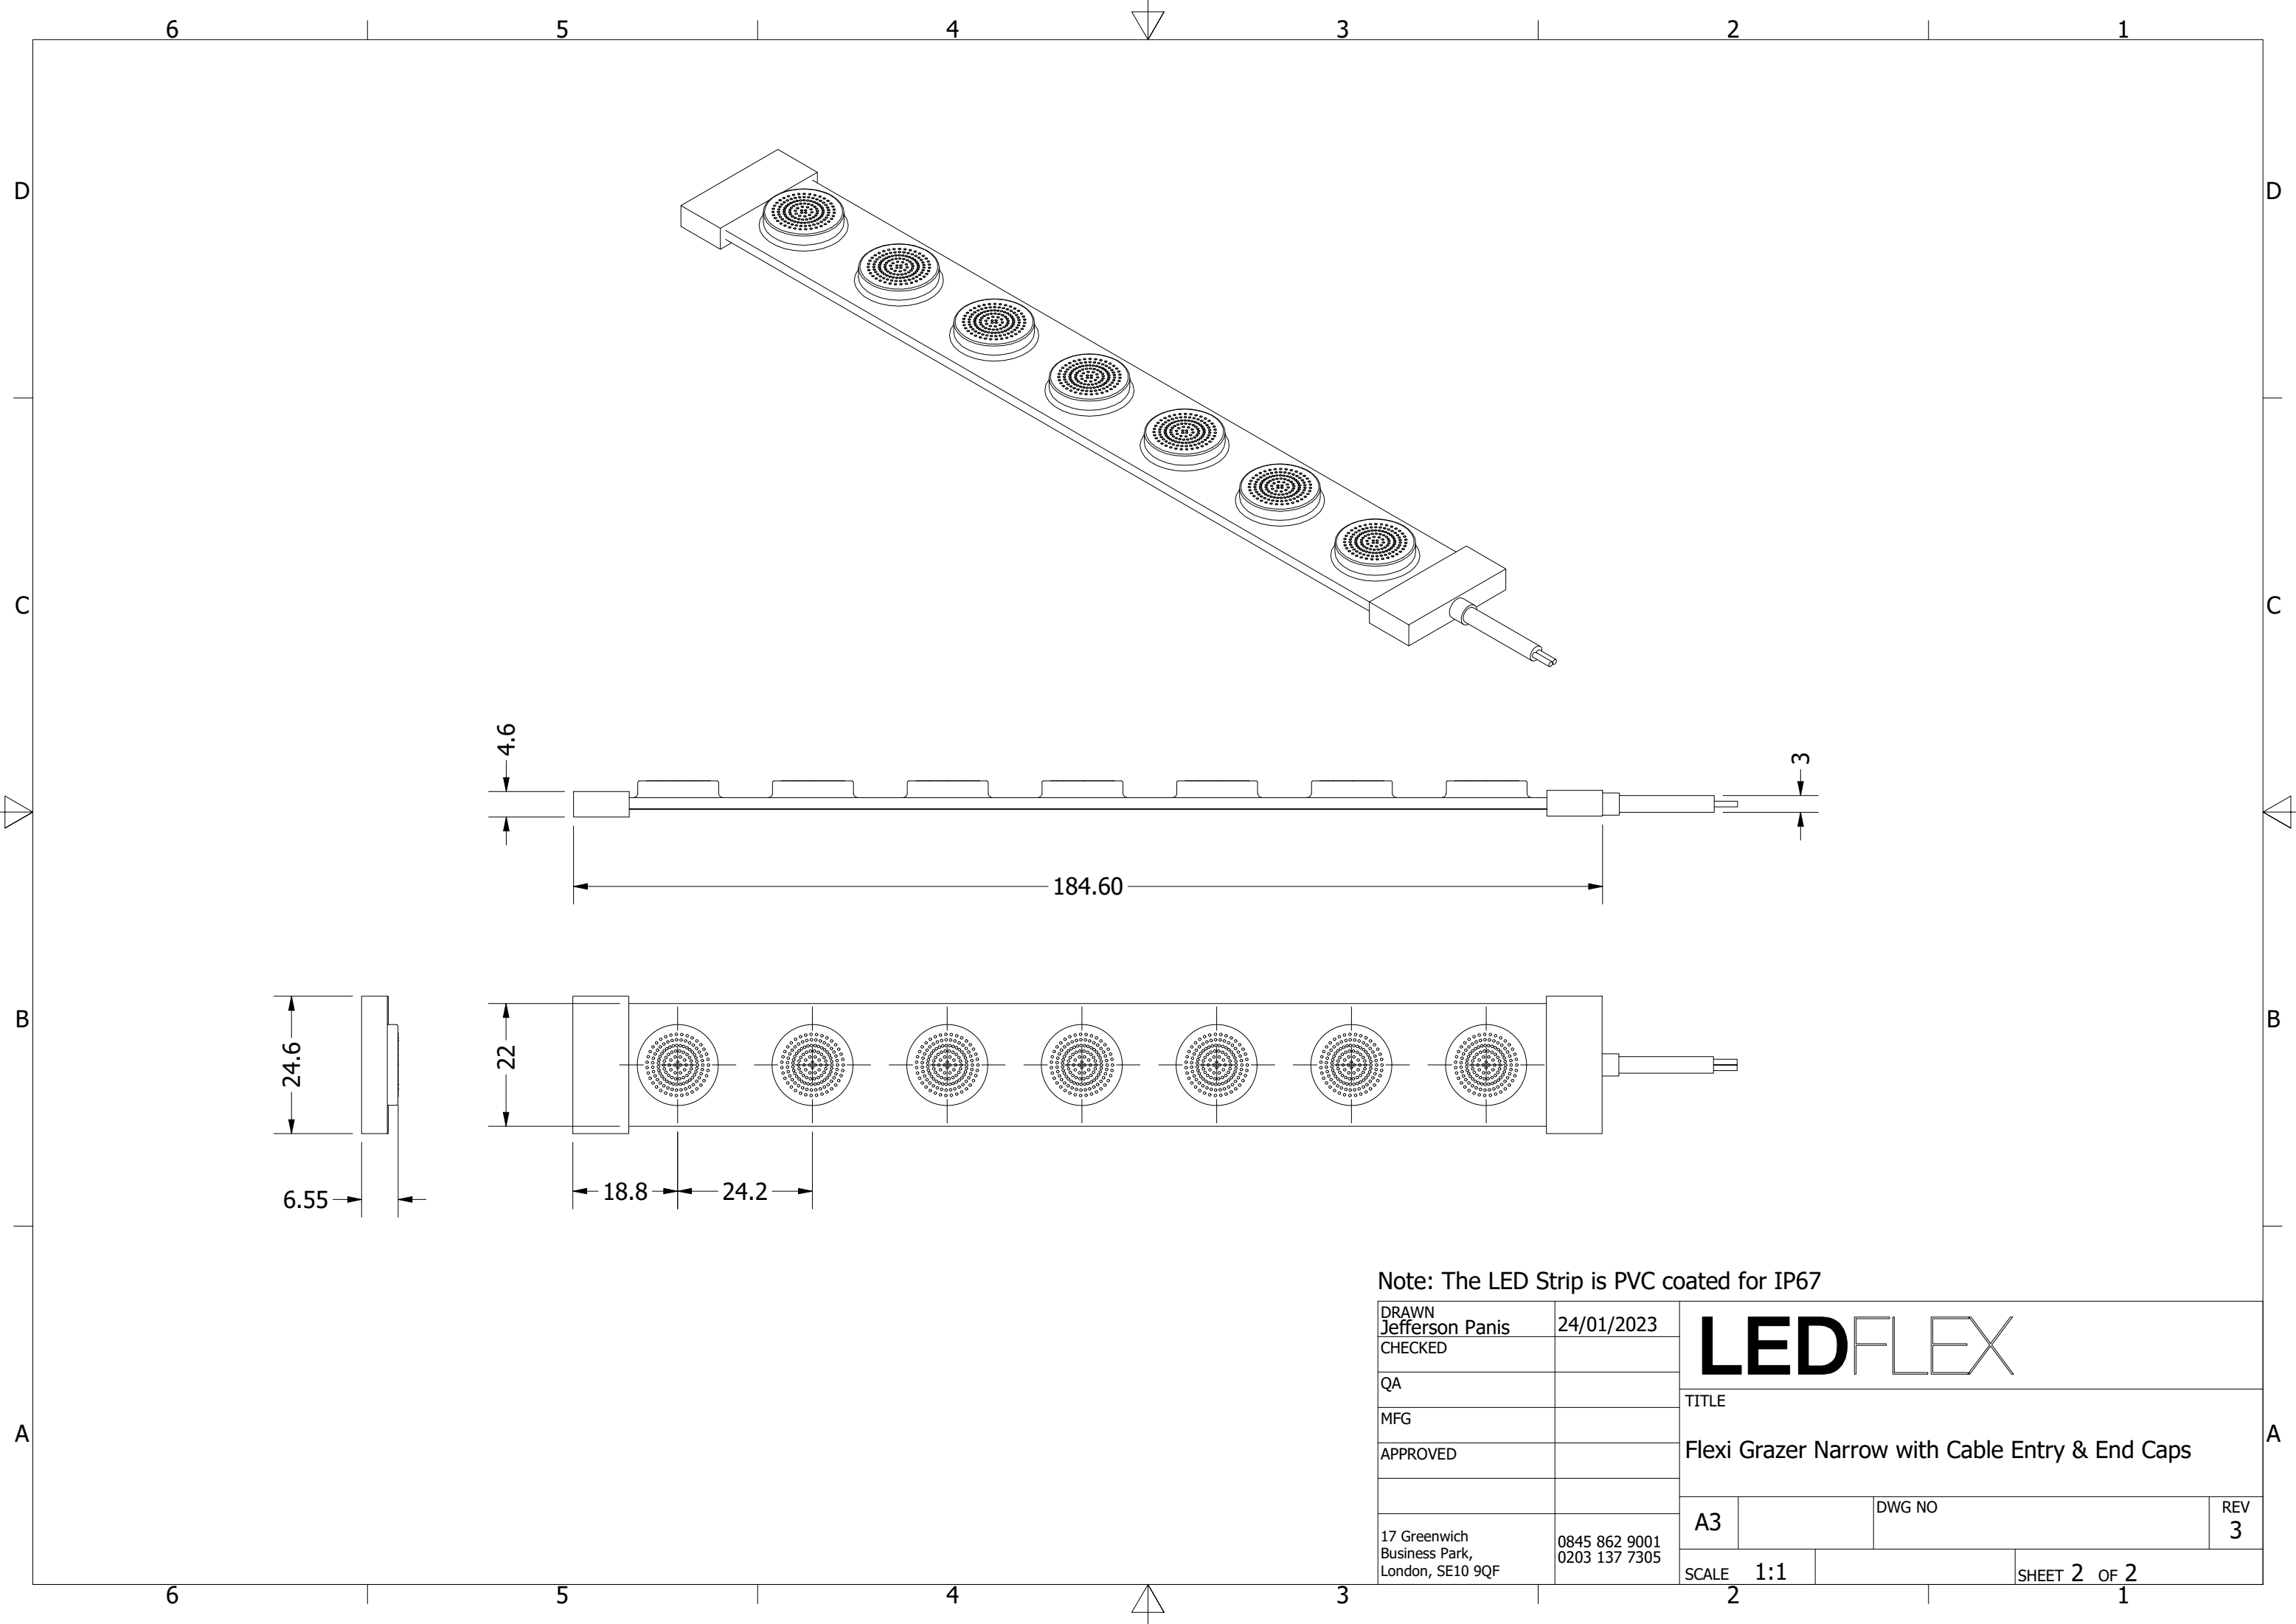 6 5 4 3 2 1
D D
C C
4.6
3
184.60
B B
24.6
22
18.8 24.2
6.55
Note: The LED Strip is PVC coated for IP67
DRAWN
Jefferson Panis 24/01/2023
CHECKED
QA
MFG
APPROVED
17 Greenwich
Business Park,
London, SE10 9QF
0845 862 9001
0203 137 7305
LEDFLEX
TITLE
Flexi Grazer Narrow with Cable Entry & End Caps
A3
DWG NO
REV
3
SCALE 1:1
SHEET 2 OF 2
A A
6 5 4 3 2 1